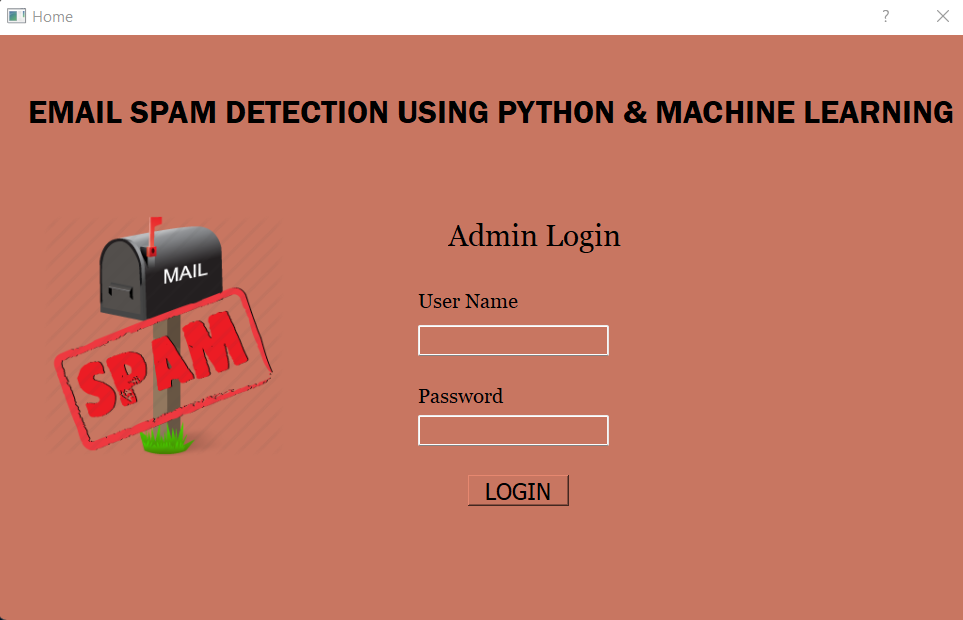 Home
EMAIL SPAM DETECTION USING PYTHON & MACHINE LEARNING
MAIL
SPAM
Admin Login
User Name
Password
LOGIN